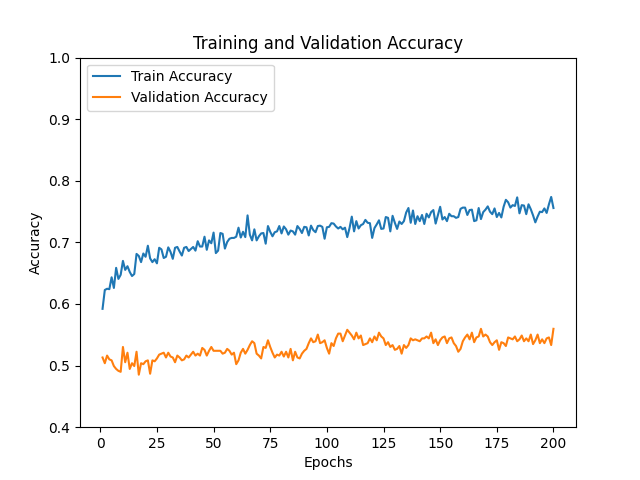 Training and Validation Accuracy
Train Accuracy
Validation Accuracy
Accuracy
1.0
0.9
0.8
0.7
0.6
0.5
0.4
0 25 50 75 100 125 150 175 200
Epochs